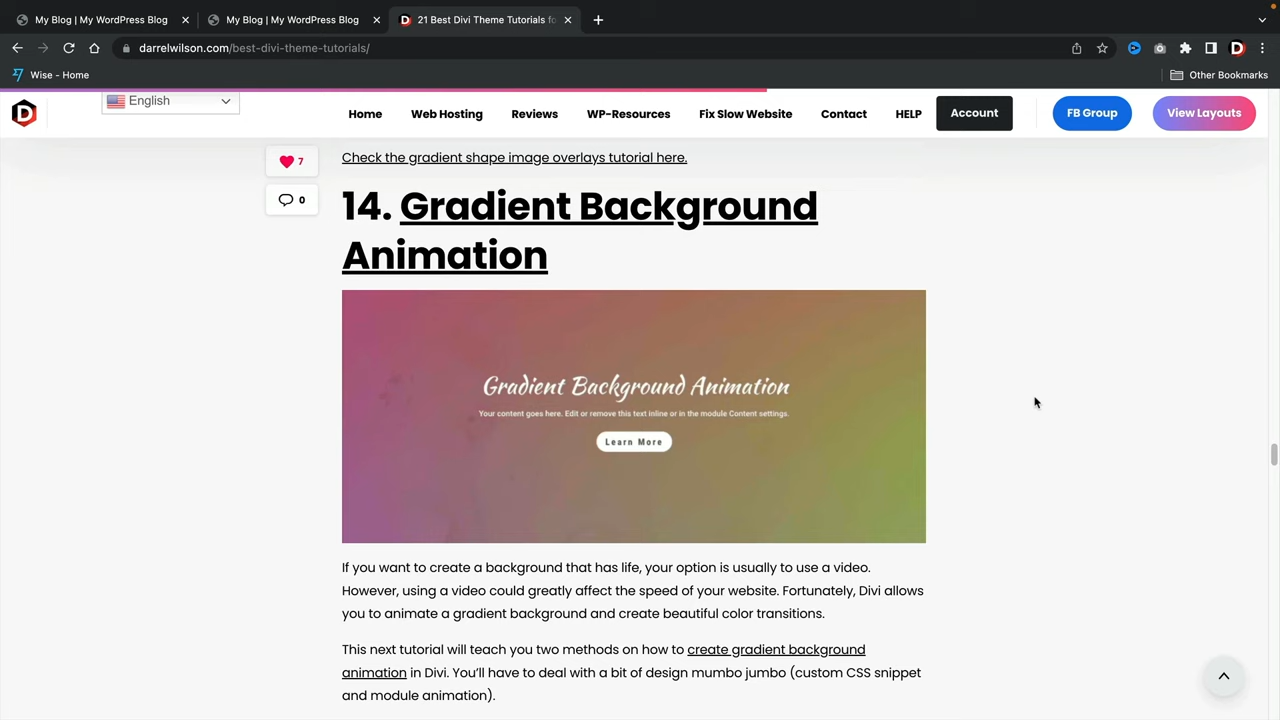 My Blog | My WordPress Blog
My Blog | My WordPress Blog
21 Best Divi Theme Tutorials fo
darrelwilson.com/best-divi-theme-tutorials/
Wise - Home
Other Bookmarks
English
Home
Web Hosting
Reviews
WP-Resources
Fix Slow Website
Contact
HELP
Account
FB Group
View Layouts
7
0
Check the gradient shape image overlays tutorial here.
14. Gradient Background
Animation
Gradient Background Animation
Your content goes here. Edit or remove this text inline or in the module Content settings.
Learn More
If you want to create a background that has life, your option is usually to use a video.
However, using a video could greatly affect the speed of your website. Fortunately, Divi allows
you to animate a gradient background and create beautiful color transitions.
This next tutorial will teach you two methods on how to create gradient background
animation in Divi. You'll have to deal with a bit of design mumbo jumbo (custom CSS snippet
and module animation).